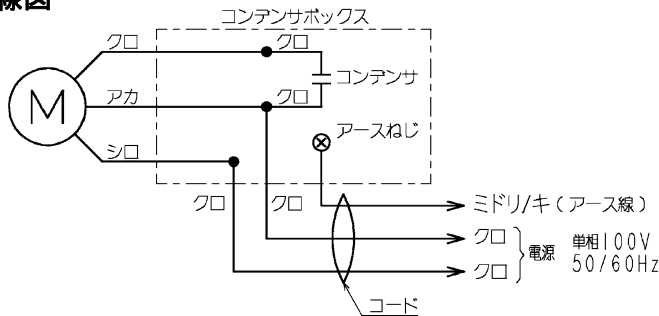 線図
コンデンサボックス
クロ クロ
コンデンサ
M アカ クロ
アースねじ
シロ
クロ クロ ミドリ/キ(アース線)
クロ 電源 単相100V
クロ 50/60Hz
コード